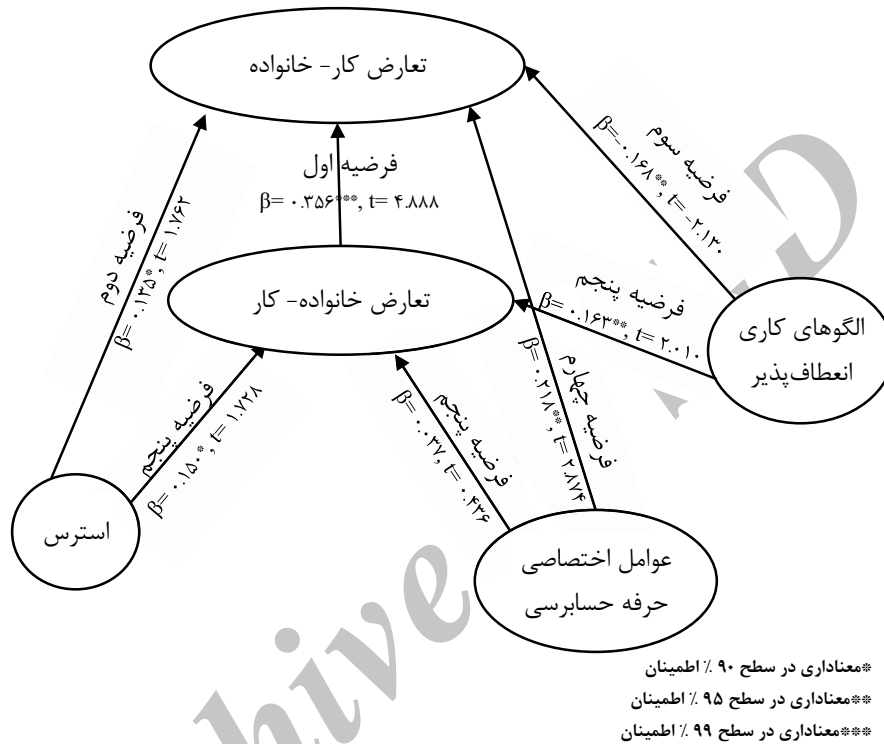 تعارض کار- خانواده
فرضیه اول
β= ۰.۳۵۶***, t= ۴.۸۸۸
فرضیه سوم
β=-۰.۱۶۸**, t= -۲.۱۳۰
فرضیه دوم
β= ۰.۱۳۵*, t= ۱.۷۶۲
تعارض خانواده- کار
فرضیه پنجم
β= ۰.۱۶۳**, t= ۲.۰۱۰
الگوهای کاری
انعطاف‌پذیر
فرضیه چهارم
β= ۰.۲۱۸**, t= ۲.۸۷۴
فرضیه پنجم
β= ۰.۰۳۷, t= ۰.۴۳۶
فرضیه پنجم
β= ۰.۱۵۰*, t= ۱.۷۲۸
استرس
عوامل اختصاصی
حرفه حسابرسی
*معناداری در سطح ۹۰ ٪ اطمینان
**معناداری در سطح ۹۵ ٪ اطمینان
***معناداری در سطح ۹۹ ٪ اطمینان